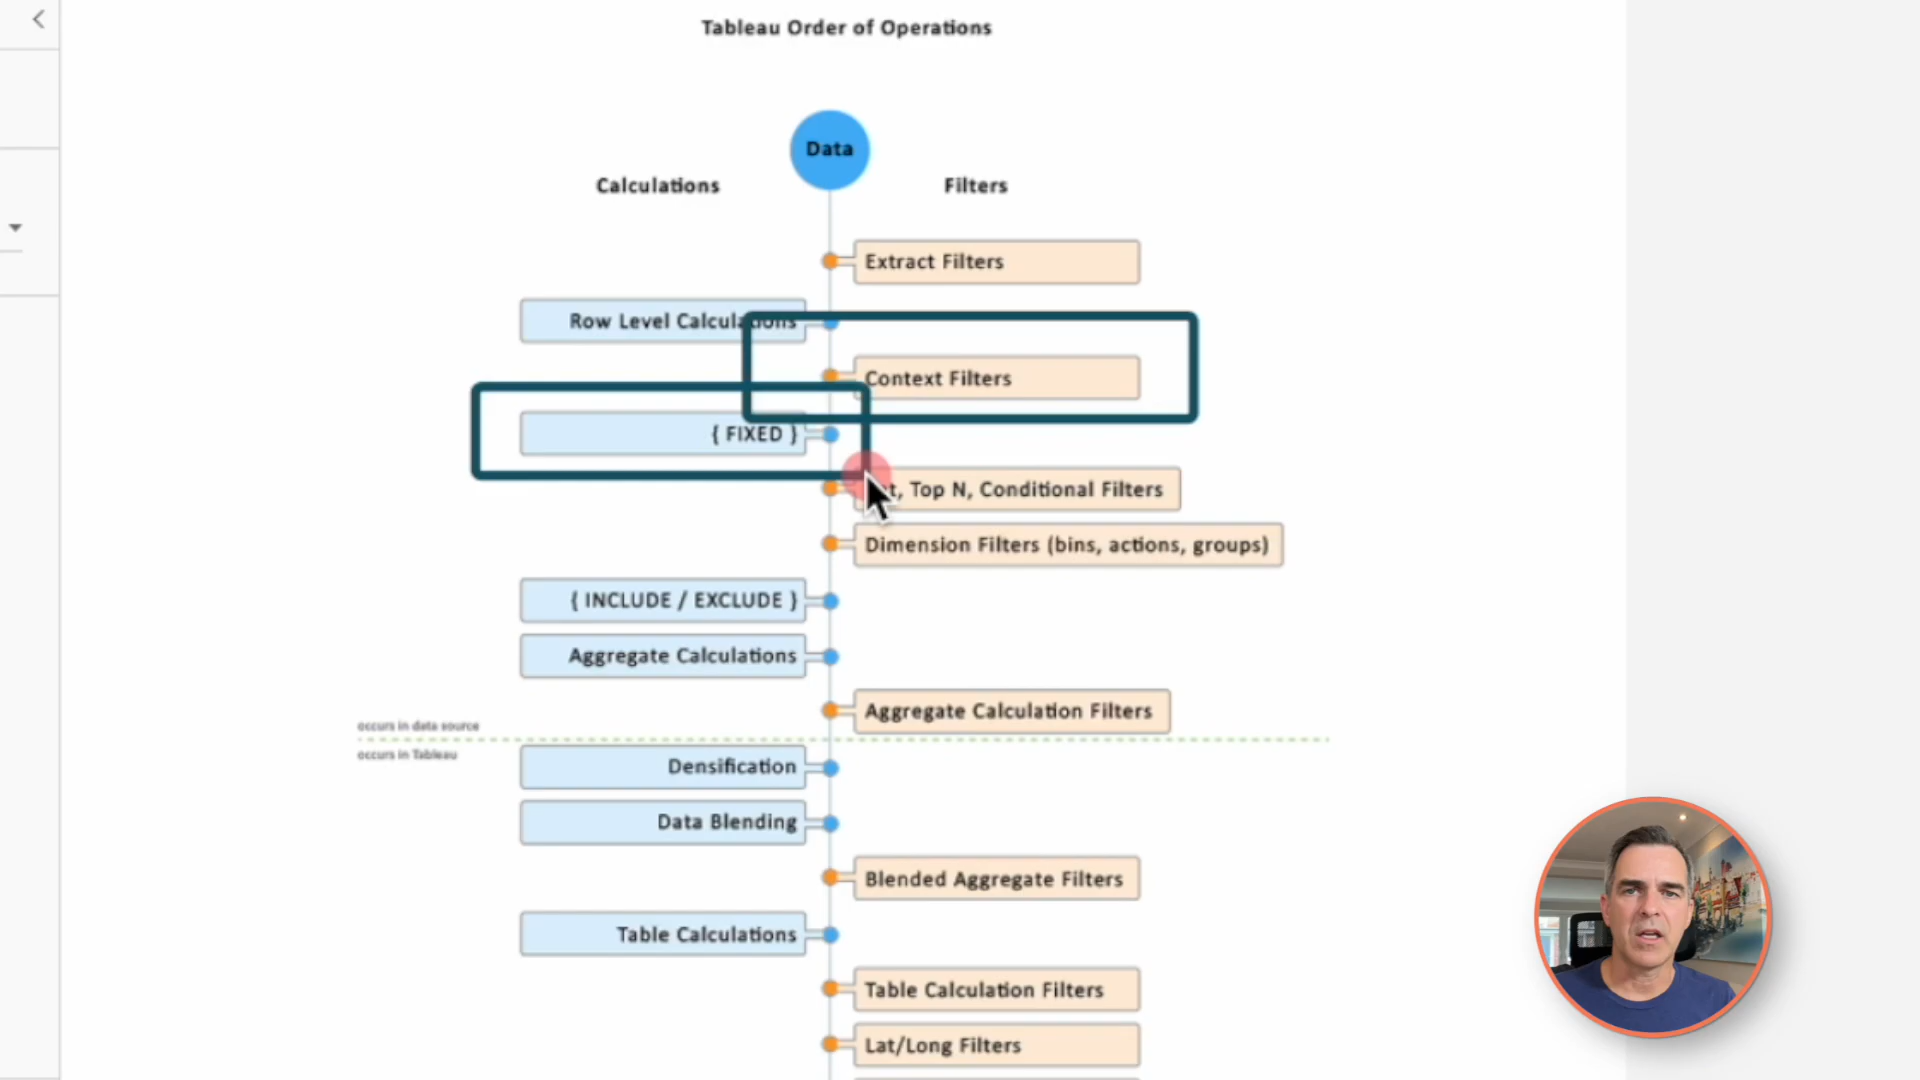 Tableau Order of Operations
Data
Calculations
Filters
Extract Filters
Row Level Calculations
Context Filters
{ FIXED }
Top N, Conditional Filters
Dimension Filters (bins, actions, groups)
{ INCLUDE / EXCLUDE }
Aggregate Calculations
Aggregate Calculation Filters
occurs in data source
occurs in Tableau
Densification
Data Blending
Blended Aggregate Filters
Table Calculations
Table Calculation Filters
Lat/Long Filters